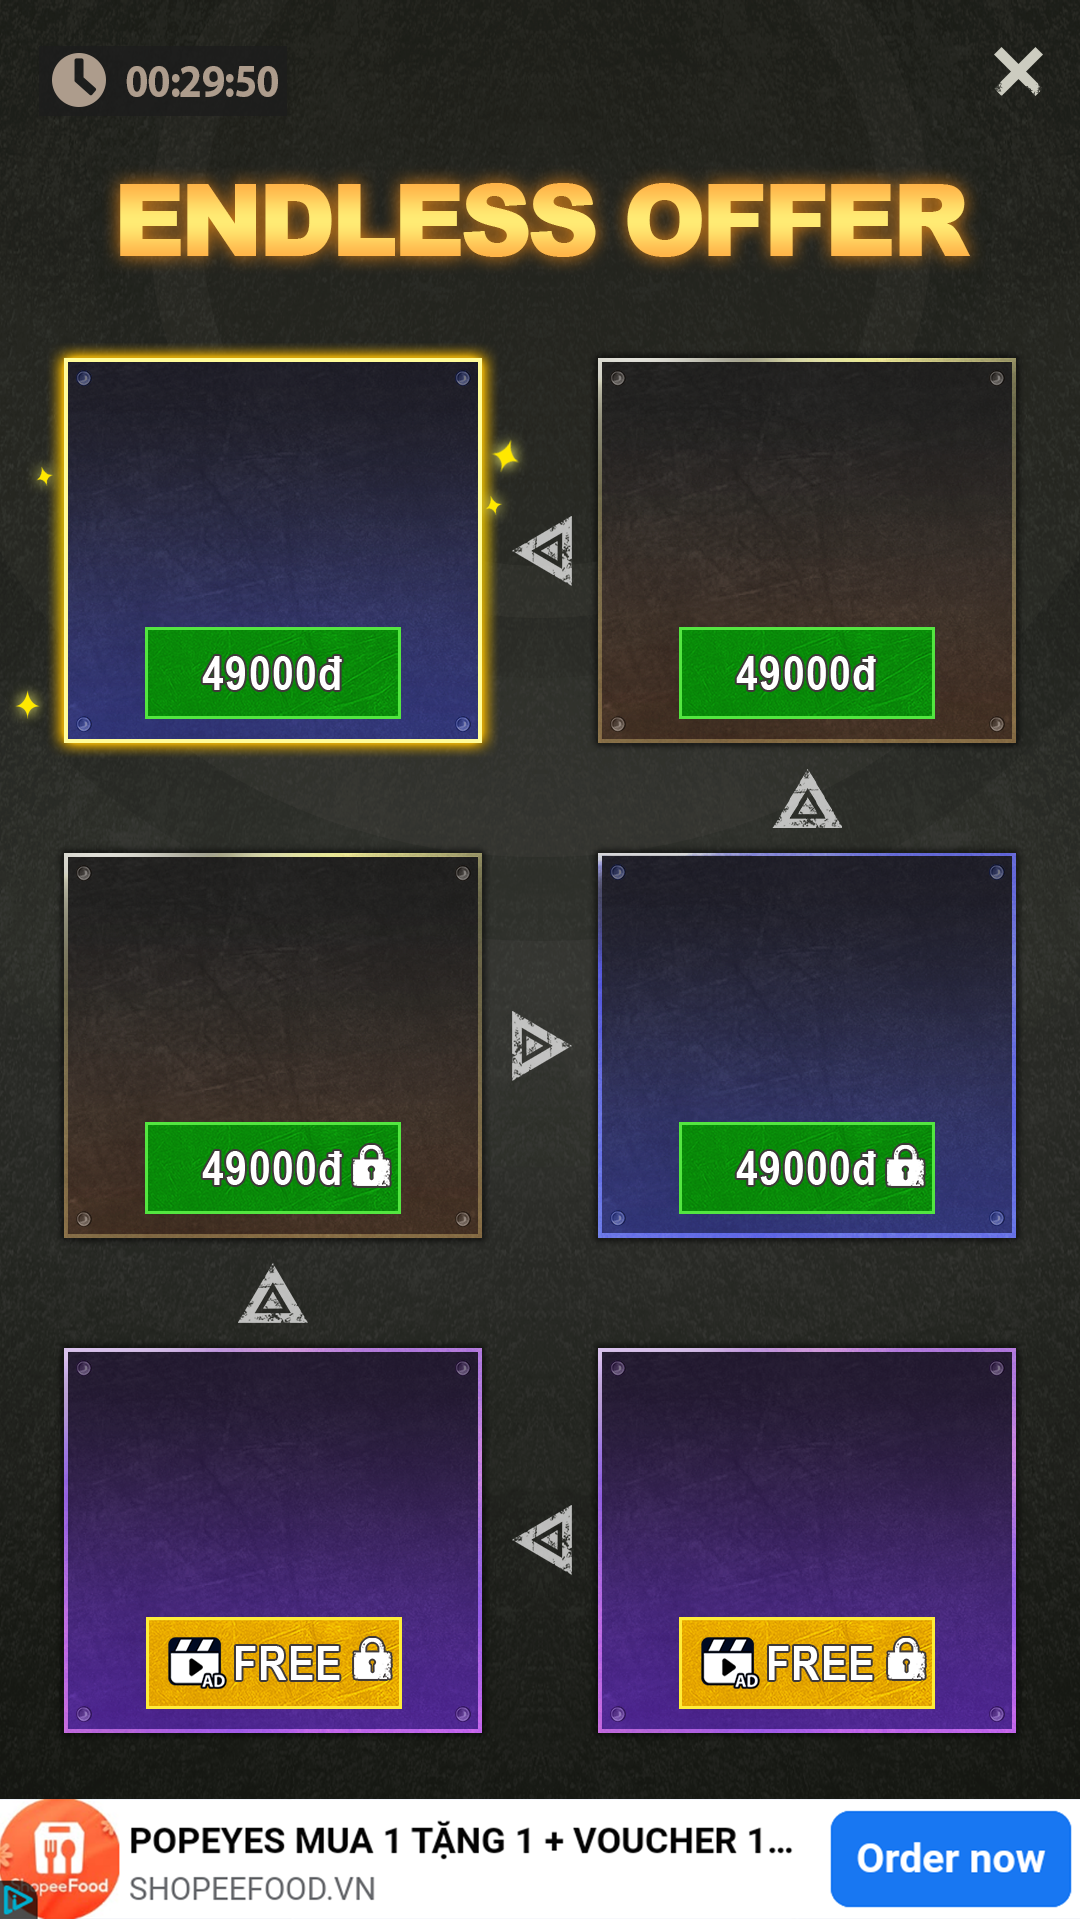 00:29:50
ENDLESS OFFER
49000đ
49000đ
49000đ
49000đ
AD FREE
AD FREE
POPEYES MUA 1 TẶNG 1 + VOUCHER 1...
SHOPEEFOOD.VN
Order now
ShopeeFood